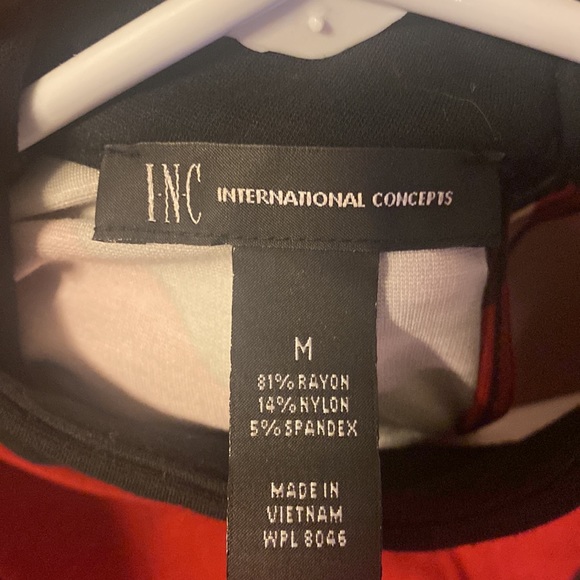 I·N·C INTERNATIONAL CONCEPTS
M
81% RAYON
14% NYLON
5% SPANDEX
MADE IN
VIETNAM
WPL 8046